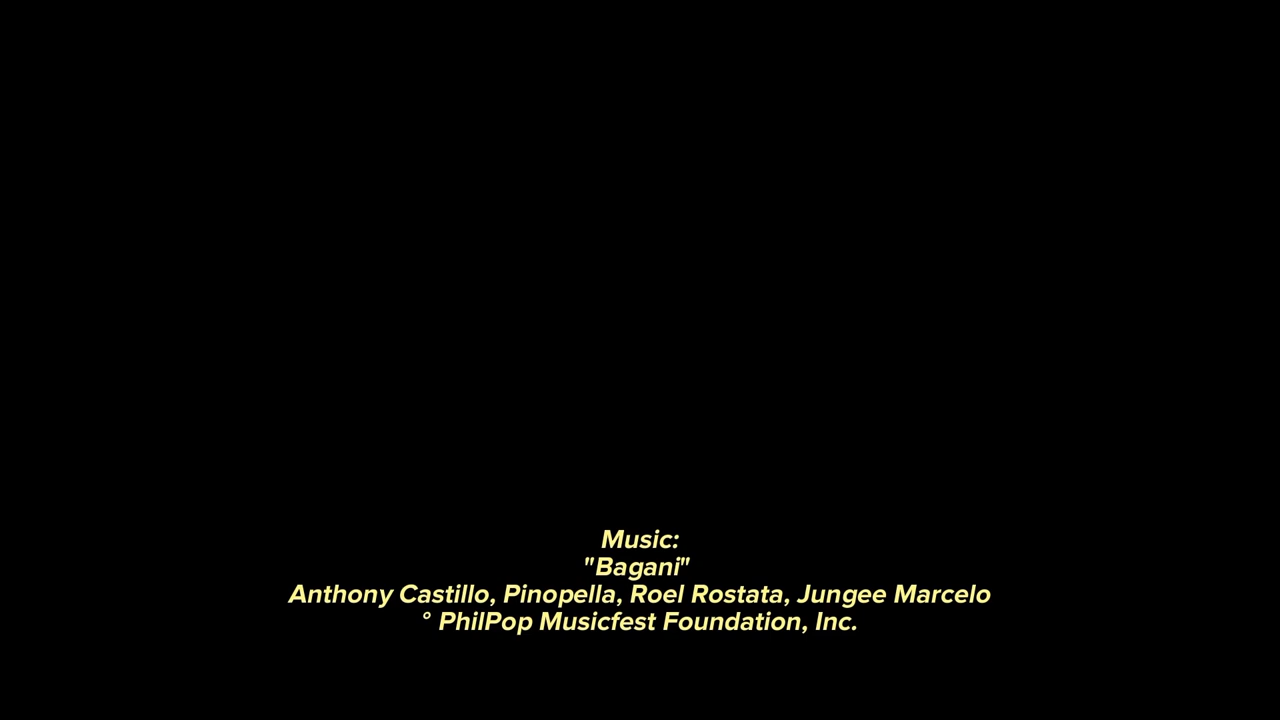 Music:
"Bagani"
Anthony Castillo, Pinopella, Roel Rostata, Jungee Marcelo
° PhilPop Musicfest Foundation, Inc.